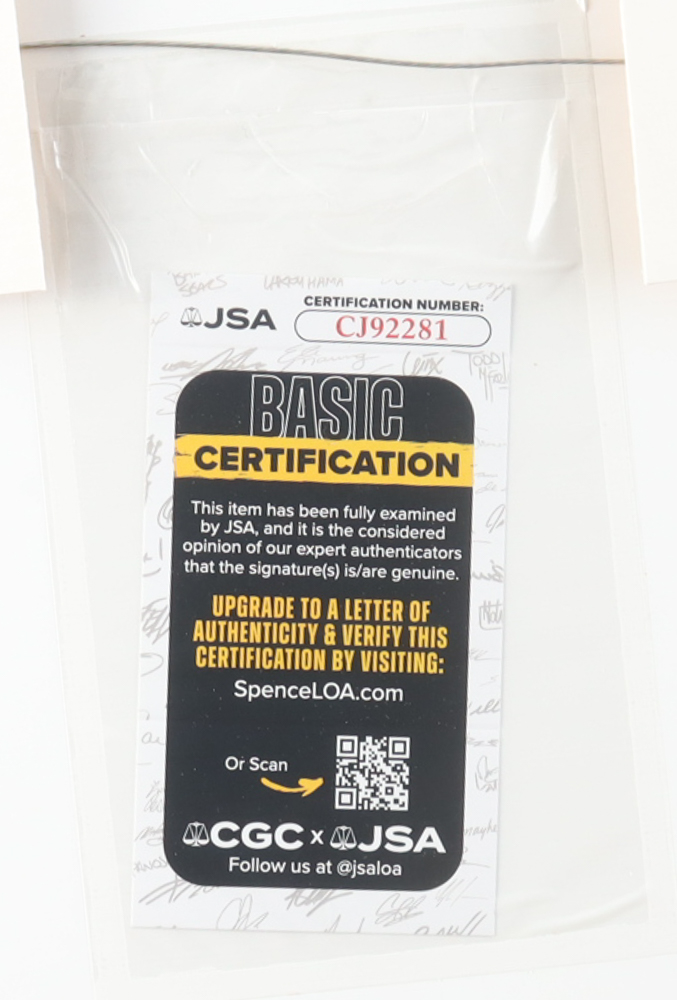 LARRY HAMA
JSA
CERTIFICATION NUMBER:
CJ92281
BASIC
CERTIFICATION
This item has been fully examined
by JSA, and it is the considered
opinion of our expert authenticators
that the signature(s) is/are genuine.
UPGRADE TO A LETTER OF
AUTHENTICITY & VERIFY THIS
CERTIFICATION BY VISITING:
SpenceLOA.com
Or Scan
CGC x JSA
Follow us at @jsaloa